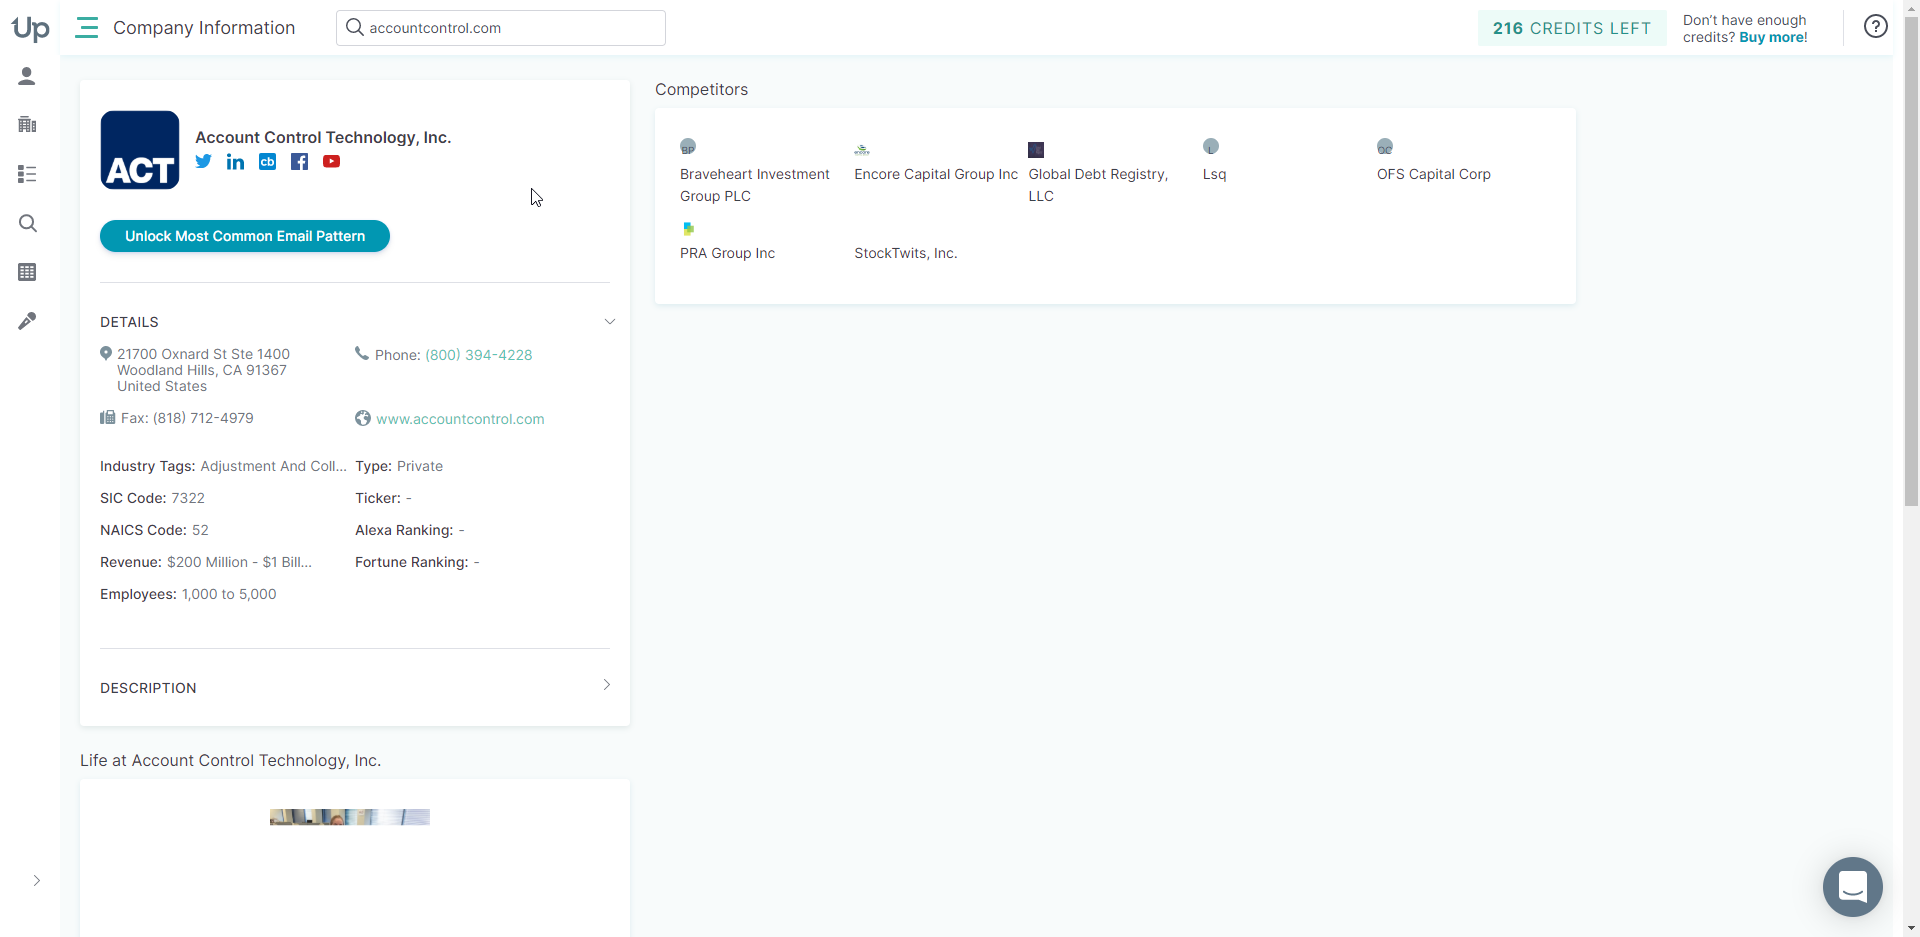 Up
Company Information
accountcontrol.com
216 CREDITS LEFT
Don't have enough
credits? Buy more!
ACT
Account Control Technology, Inc.
cb
Unlock Most Common Email Pattern
DETAILS
21700 Oxnard St Ste 1400
Woodland Hills, CA 91367
United States
Phone: (800) 394-4228
Fax: (818) 712-4979
www.accountcontrol.com
Industry Tags: Adjustment And Coll...
Type: Private
SIC Code: 7322
Ticker: -
NAICS Code: 52
Alexa Ranking: -
Revenue: $200 Million - $1 Bill...
Fortune Ranking: -
Employees: 1,000 to 5,000
DESCRIPTION
Life at Account Control Technology, Inc.
Competitors
BP
encore
L
OC
Braveheart Investment
Group PLC
Encore Capital Group Inc
Global Debt Registry,
LLC
Lsq
OFS Capital Corp
PRA Group Inc
StockTwits, Inc.